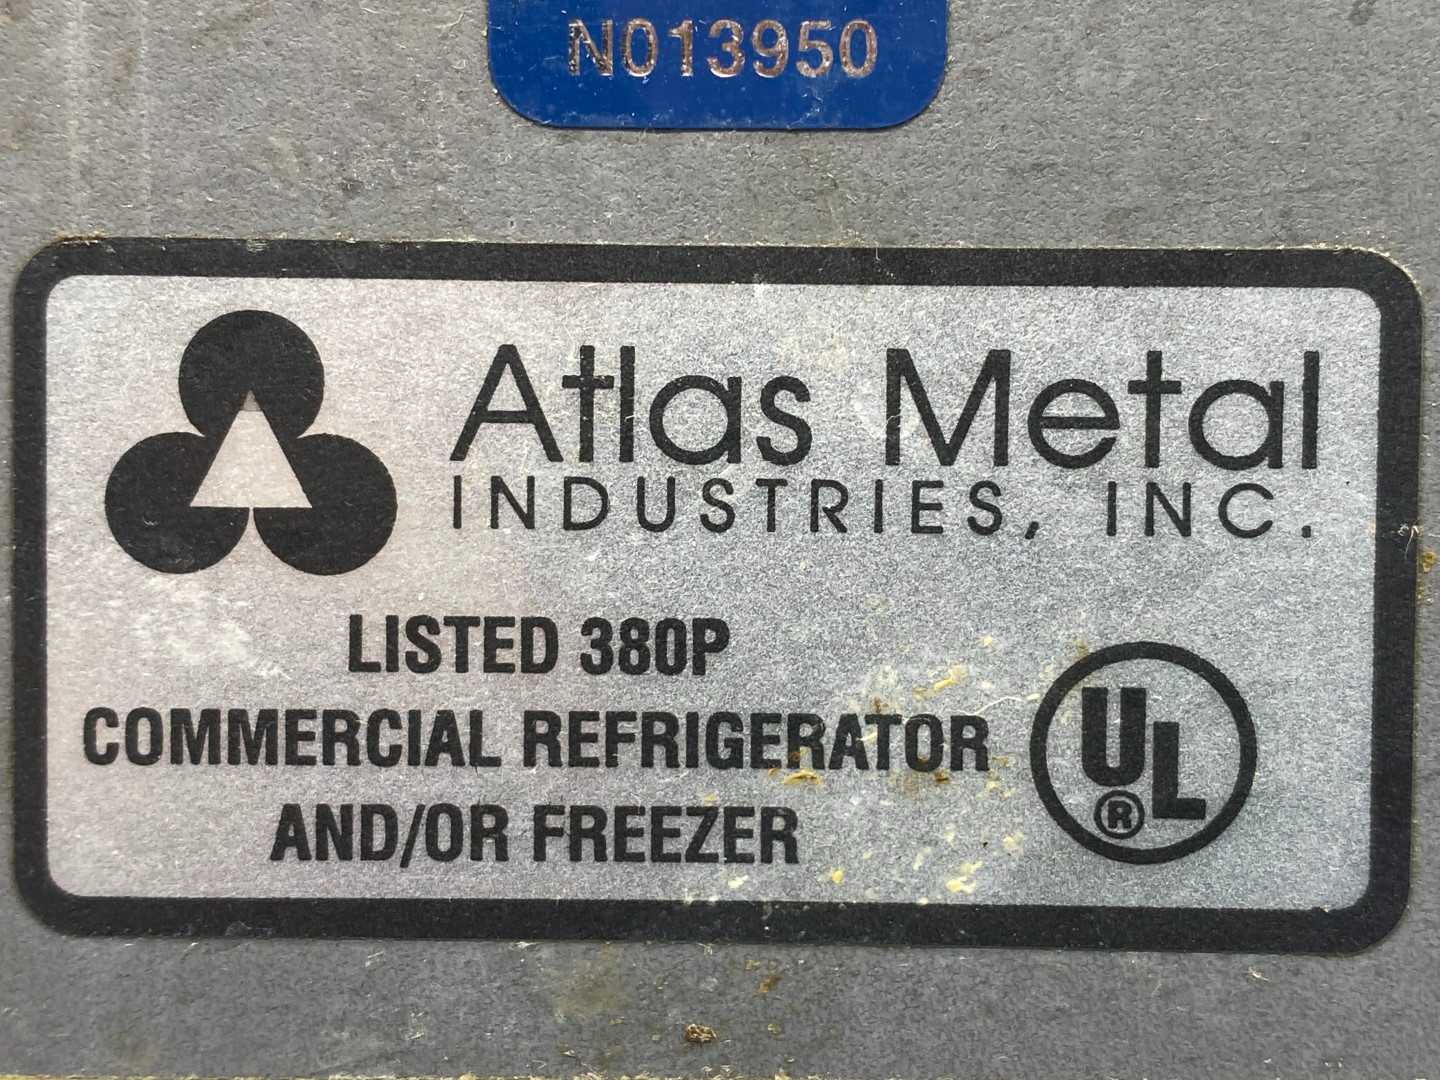 N013950
Atlas Metal
INDUSTRIES, INC.
LISTED 380P
COMMERCIAL REFRIGERATOR
AND/OR FREEZER
UL
®